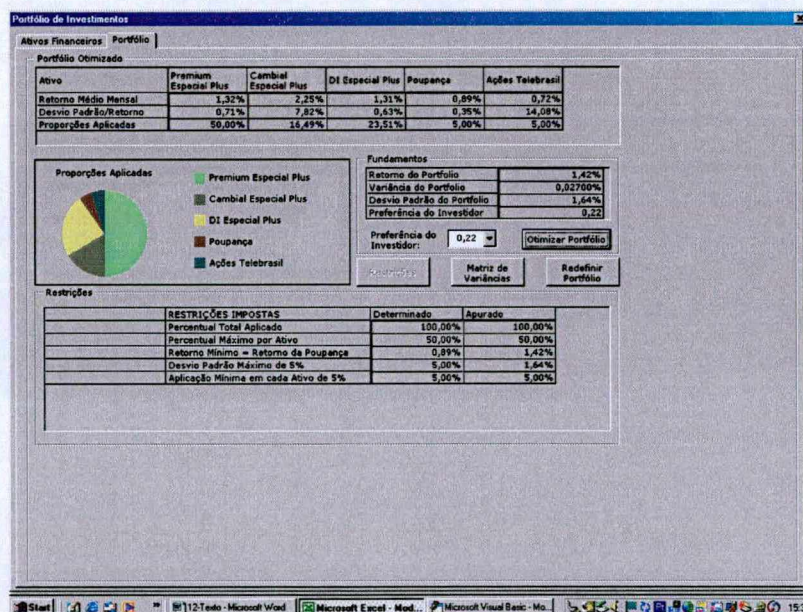 Portfólio de Investimentos
Ativos Financeiros Portfólio
Portfólio Otimizado
Ativo Premium Especial Plus Cambial Especial Plus DI Especial Plus Poupança Ações Telebrasil
Retorno Médio Mensal 1,32% 2,25% 1,31% 0,89% 0,72%
Desvio Padrão/Retorno 0,71% 7,82% 0,63% 0,35% 14,08%
Proporções Aplicadas 50,00% 16,49% 23,51% 5,00% 5,00%
Proporções Aplicadas
Premium Especial Plus
Cambial Especial Plus
DI Especial Plus
Poupança
Ações Telebrasil
Fundamentos
Retorno do Portfolio 1,42%
Variância do Portfolio 0,02700%
Desvio Padrão do Portfolio 1,64%
Preferência do Investidor 0,22
Preferência do Investidor: 0,22 Otimizar Portfólio
Restrições Matriz de Variâncias Redefinir Portfólio
Restrições
RESTRIÇÕES IMPOSTAS Determinado Apurado
Percentual Total Aplicado 100,00% 100,00%
Percentual Máximo por Ativo 50,00% 50,00%
Retorno Mínimo = Retorno da Poupança 0,89% 1,42%
Desvio Padrão Máximo de 5% 5,00% 1,64%
Aplicação Mínima em cada Ativo de 5% 5,00% 5,00%
Start 12-Texto - Microsoft Word Microsoft Excel - Mod... Microsoft Visual Basic - Mo...